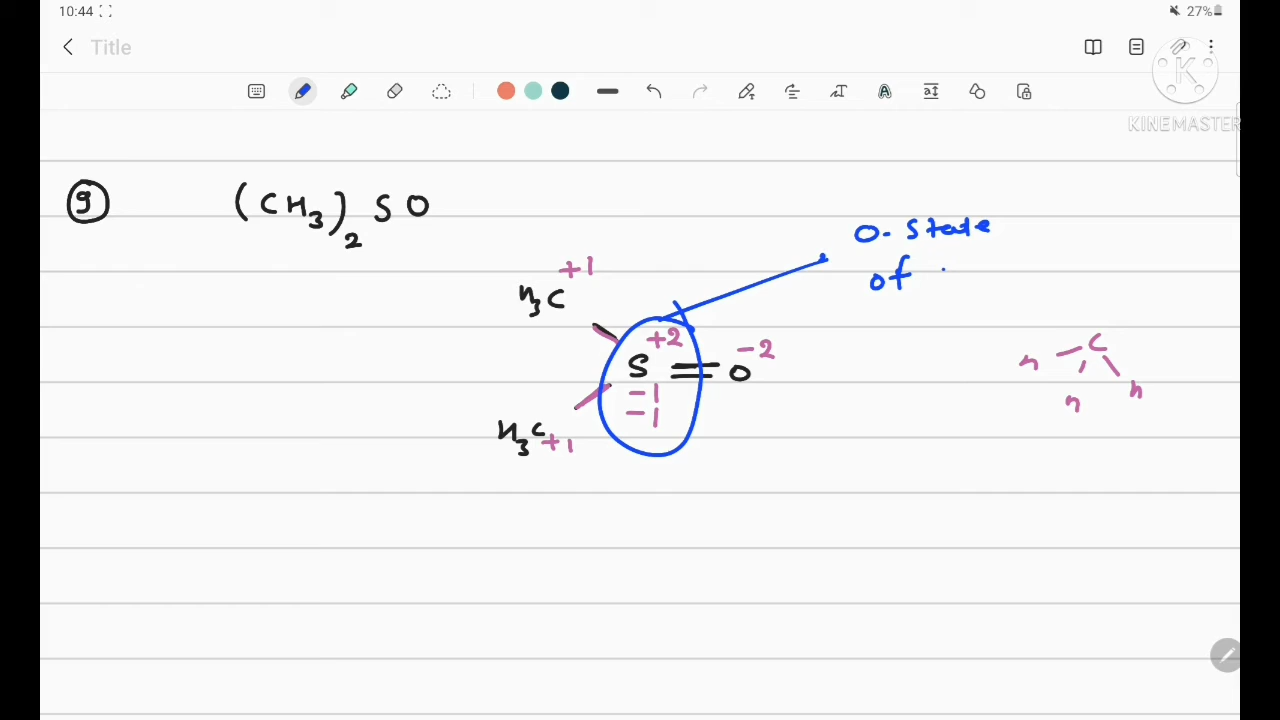 10:44
27%
Title
KINEMASTER
9 (CH3)2 SO
O. State
of
+1
H3C
+2
S = O -2
-1
-1
H3C +1
C
H H
H